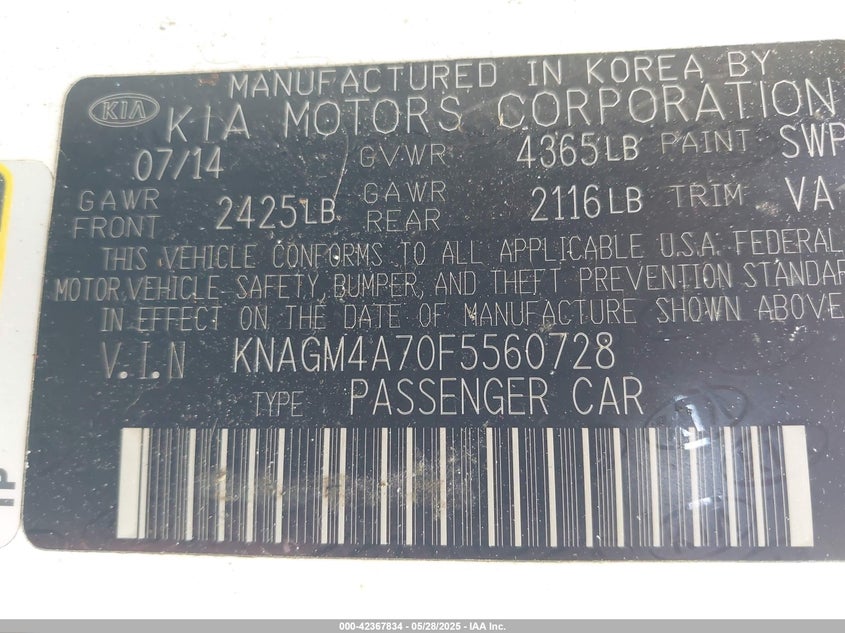 MANUFACTURED IN KOREA BY
KIA KIA MOTORS CORPORATION
07/14 GVWR 4365LB PAINT SWP
GAWR FRONT 2425LB GAWR REAR 2116LB TRIM VA
THIS VEHICLE CONFORMS TO ALL APPLICABLE U.S.A. FEDERAL
MOTOR VEHICLE SAFETY, BUMPER, AND THEFT PREVENTION STANDAR
IN EFFECT ON THE DATE OF MANUFACTURE SHOWN ABOVE
V.I.N KNAGM4A70F5560728
TYPE PASSENGER CAR
000-42367834 - 05/28/2025 - IAA Inc.